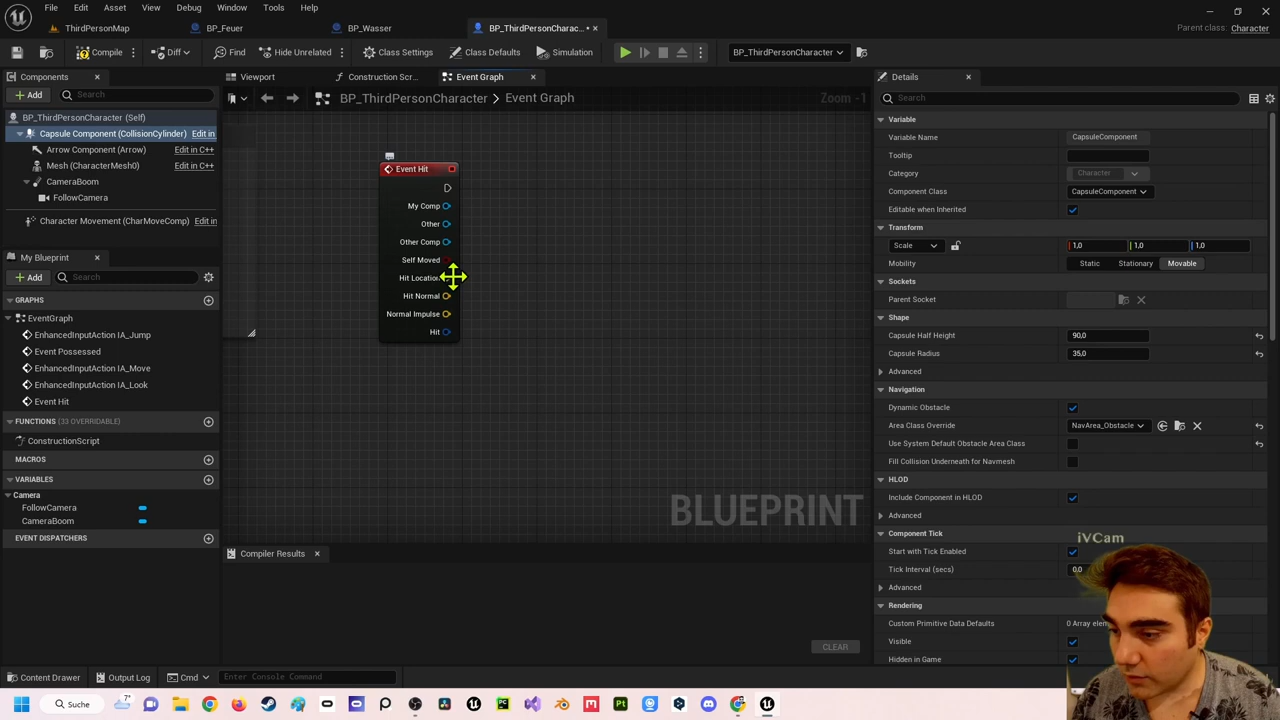 File Edit Asset View Debug Window Tools Help
ThirdPersonMap BP_Feuer BP_Wasser BP_ThirdPersonCharac... Parent class: Character
Compile Diff Find Hide Unrelated Class Settings Class Defaults Simulation BP_ThirdPersonCharacter
Components
Add Search
BP_ThirdPersonCharacter (Self)
Capsule Component (CollisionCylinder) Edit in
Arrow Component (Arrow) Edit in C++
Mesh (CharacterMesh0) Edit in C++
CameraBoom
FollowCamera
Character Movement (CharMoveComp) Edit in
My Blueprint
Add Search
GRAPHS
EventGraph
EnhancedInputAction IA_Jump
Event Possessed
EnhancedInputAction IA_Move
EnhancedInputAction IA_Look
Event Hit
FUNCTIONS (33 OVERRIDABLE)
ConstructionScript
MACROS
VARIABLES
Camera
FollowCamera
CameraBoom
EVENT DISPATCHERS
Viewport Construction Scr... Event Graph
BP_ThirdPersonCharacter > Event Graph Zoom -1
Event Hit
My Comp
Other
Other Comp
Self Moved
Hit Location
Hit Normal
Normal Impulse
Hit
BLUEPRINT
Compiler Results
CLEAR
Details
Search
Variable
Variable Name CapsuleComponent
Tooltip
Category Character
Component Class CapsuleComponent
Editable when Inherited
Transform
Scale 1,0 1,0 1,0
Mobility Static Stationary Movable
Sockets
Parent Socket
Shape
Capsule Half Height 90,0
Capsule Radius 35,0
Advanced
Navigation
Dynamic Obstacle
Area Class Override NavArea_Obstacle
Use System Default Obstacle Area Class
Fill Collision Underneath for Navmesh
HLOD
Include Component in HLOD
Advanced
Component Tick
iVCam
Start with Tick Enabled
Tick Interval (secs) 0,0
Advanced
Rendering
Custom Primitive Data Defaults 0 Array elem
Visible
Hidden in Game
Content Drawer Output Log Cmd Enter Console Command
Suche 7°